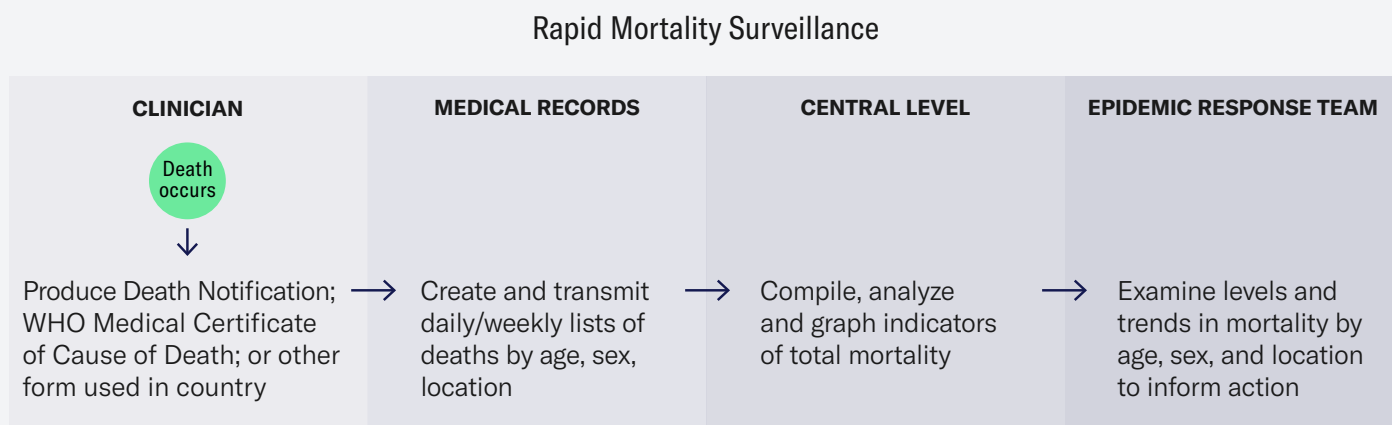 Rapid Mortality Surveillance
CLINICIAN
Death
occurs
Produce Death Notification;
WHO Medical Certificate
of Cause of Death; or other
form used in country
MEDICAL RECORDS
Create and transmit
daily/weekly lists of
deaths by age, sex,
location
CENTRAL LEVEL
Compile, analyze
and graph indicators
of total mortality
EPIDEMIC RESPONSE TEAM
Examine levels and
trends in mortality by
age, sex, and location
to inform action